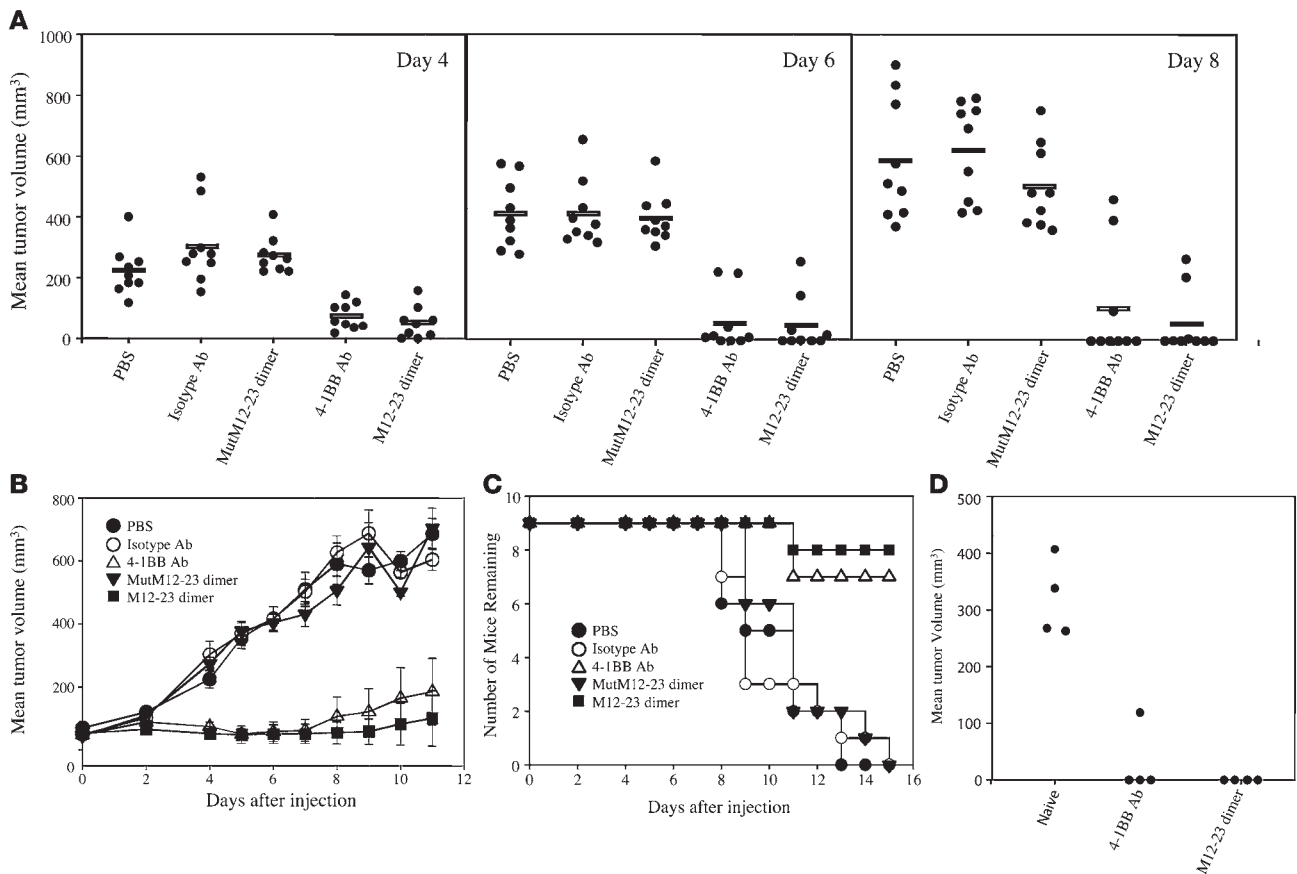 A
Mean tumor volume (mm³)
1000
800
600
400
200
0
Day 4
Day 6
Day 8
PBS
Isotype Ab
MutM12-23 dimer
4-1BB Ab
M12-23 dimer
PBS
Isotype Ab
MutM12-23 dimer
4-1BB Ab
M12-23 dimer
PBS
Isotype Ab
MutM12-23 dimer
4-1BB Ab
M12-23 dimer
B
Mean tumor volume (mm³)
800
600
400
200
0
PBS
Isotype Ab
4-1BB Ab
MutM12-23 dimer
M12-23 dimer
0 2 4 6 8 10 12
Days after injection
C
Number of Mice Remaining
10
8
6
4
2
0
PBS
Isotype Ab
4-1BB Ab
MutM12-23 dimer
M12-23 dimer
0 2 4 6 8 10 12 14 16
Days after injection
D
Mean tumor Volume (mm³)
500
400
300
200
100
0
Naive
4-1BB Ab
M12-23 dimer